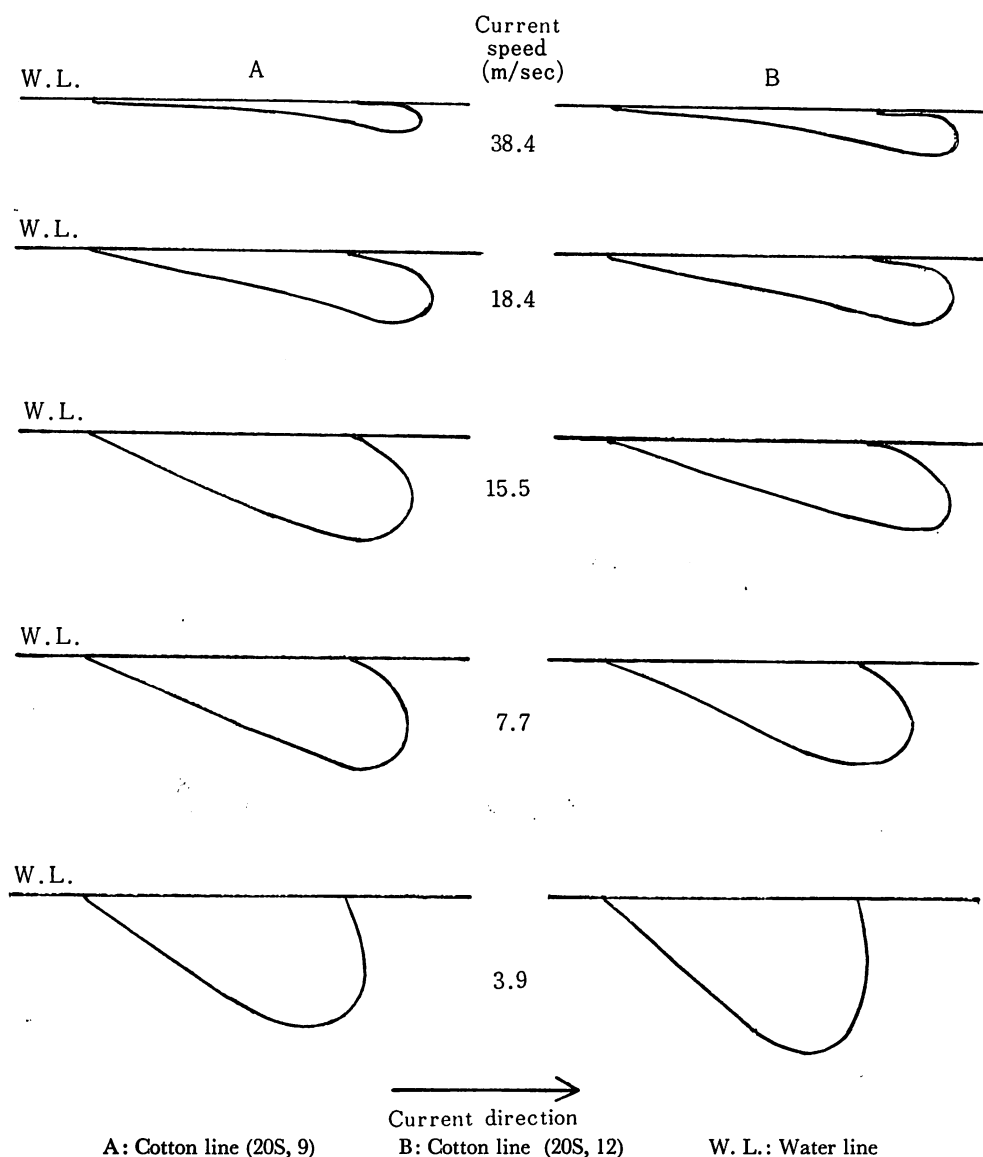 Current
speed
(m/sec)
A
B
W.L.
38.4
W.L.
18.4
W.L.
15.5
W.L.
7.7
W.L.
3.9
Current direction
A: Cotton line (20S, 9) B: Cotton line (20S, 12) W. L.: Water line